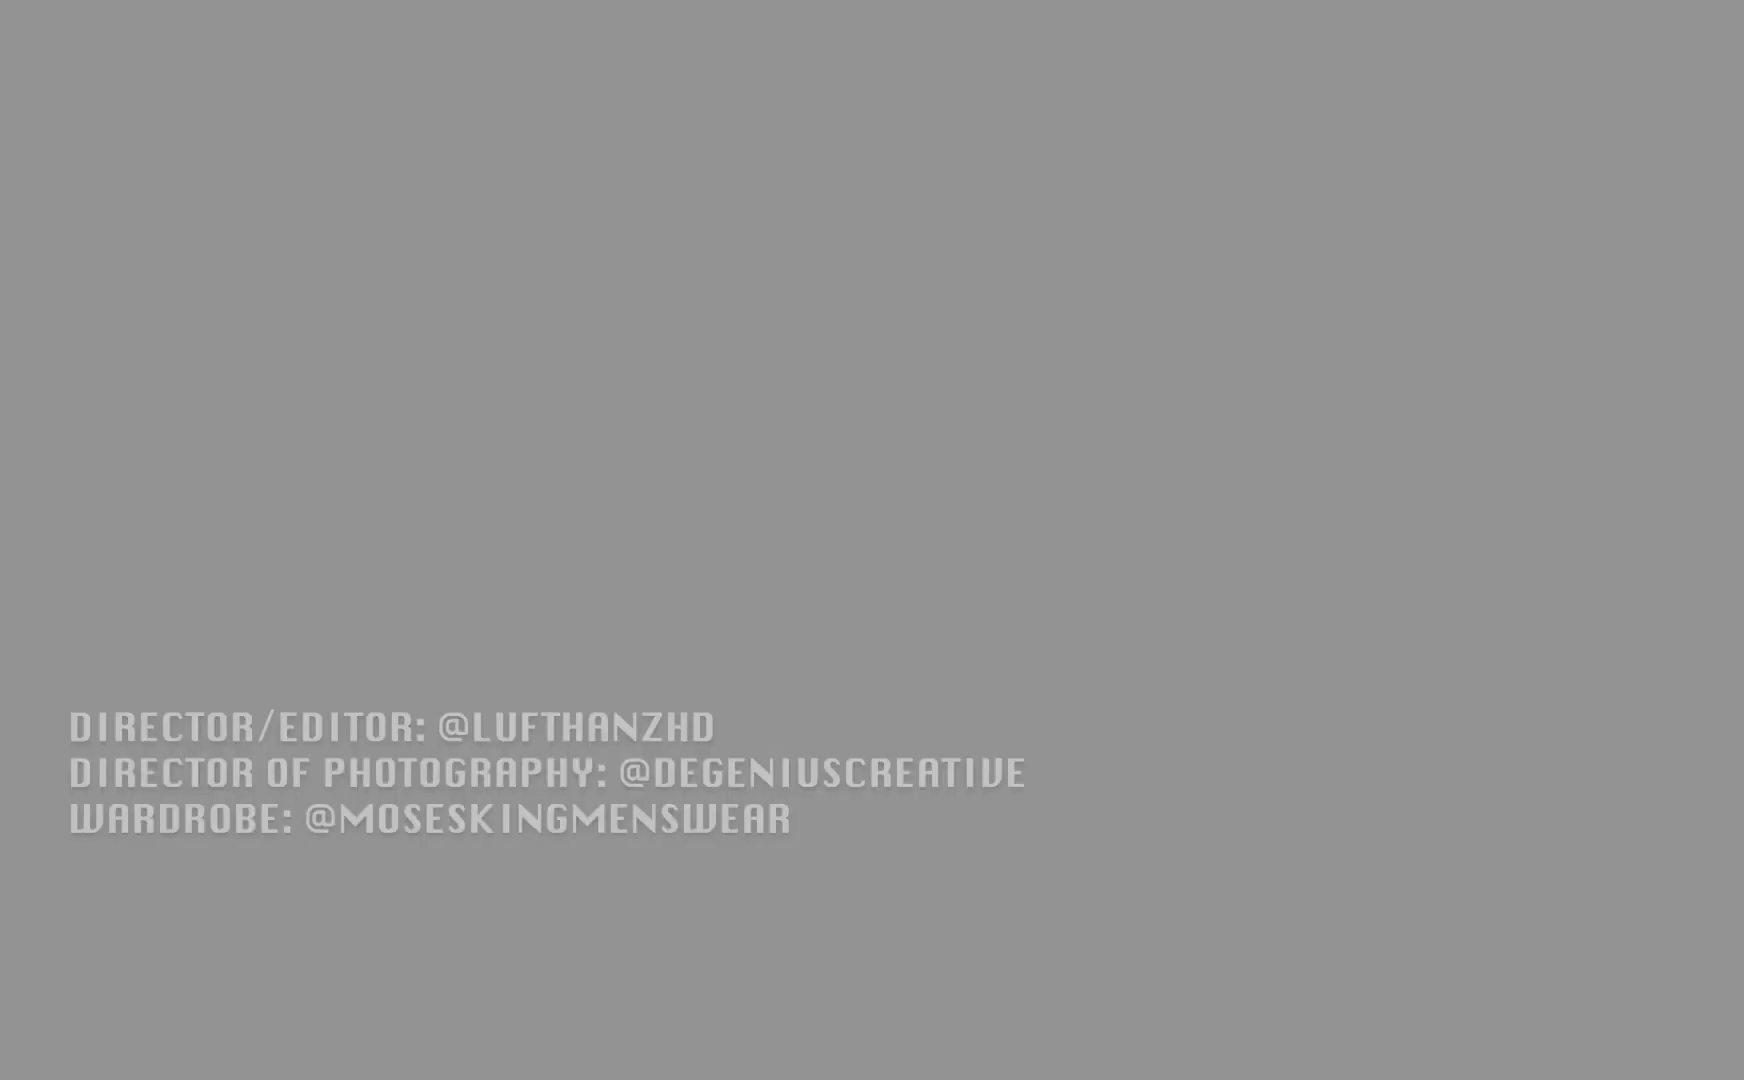 DIRECTOR/EDITOR: @LUFTHANZHD
DIRECTOR OF PHOTOGRAPHY: @DEGENIUSCREATIVE
WARDROBE: @MOSESKINGMENSWEAR